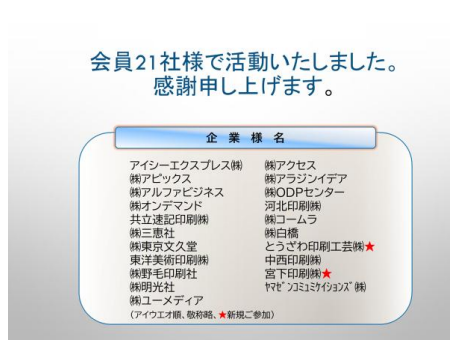 会員21社様で活動いたしました。
感謝申し上げます。
企 業 様 名
アイシーエクスプレス㈱
㈱アピックス
㈱アルファビジネス
㈱オンデマンド
共立速記印刷㈱
㈱三恵社
㈱東京文久堂
東洋美術印刷㈱
㈱野毛印刷社
㈱明光社
㈱ユーメディア
㈱アクセス
㈱アラジンイデア
㈱ODPセンター
河北印刷㈱
㈱コームラ
㈱白橋
とうざわ印刷工芸㈱★
中西印刷㈱
宮下印刷㈱★
ﾔﾏｾﾞﾝｺﾐｭﾐｹｲｼｮﾝｽﾞ㈱
(アイウエオ順、敬称略、★新規ご参加)